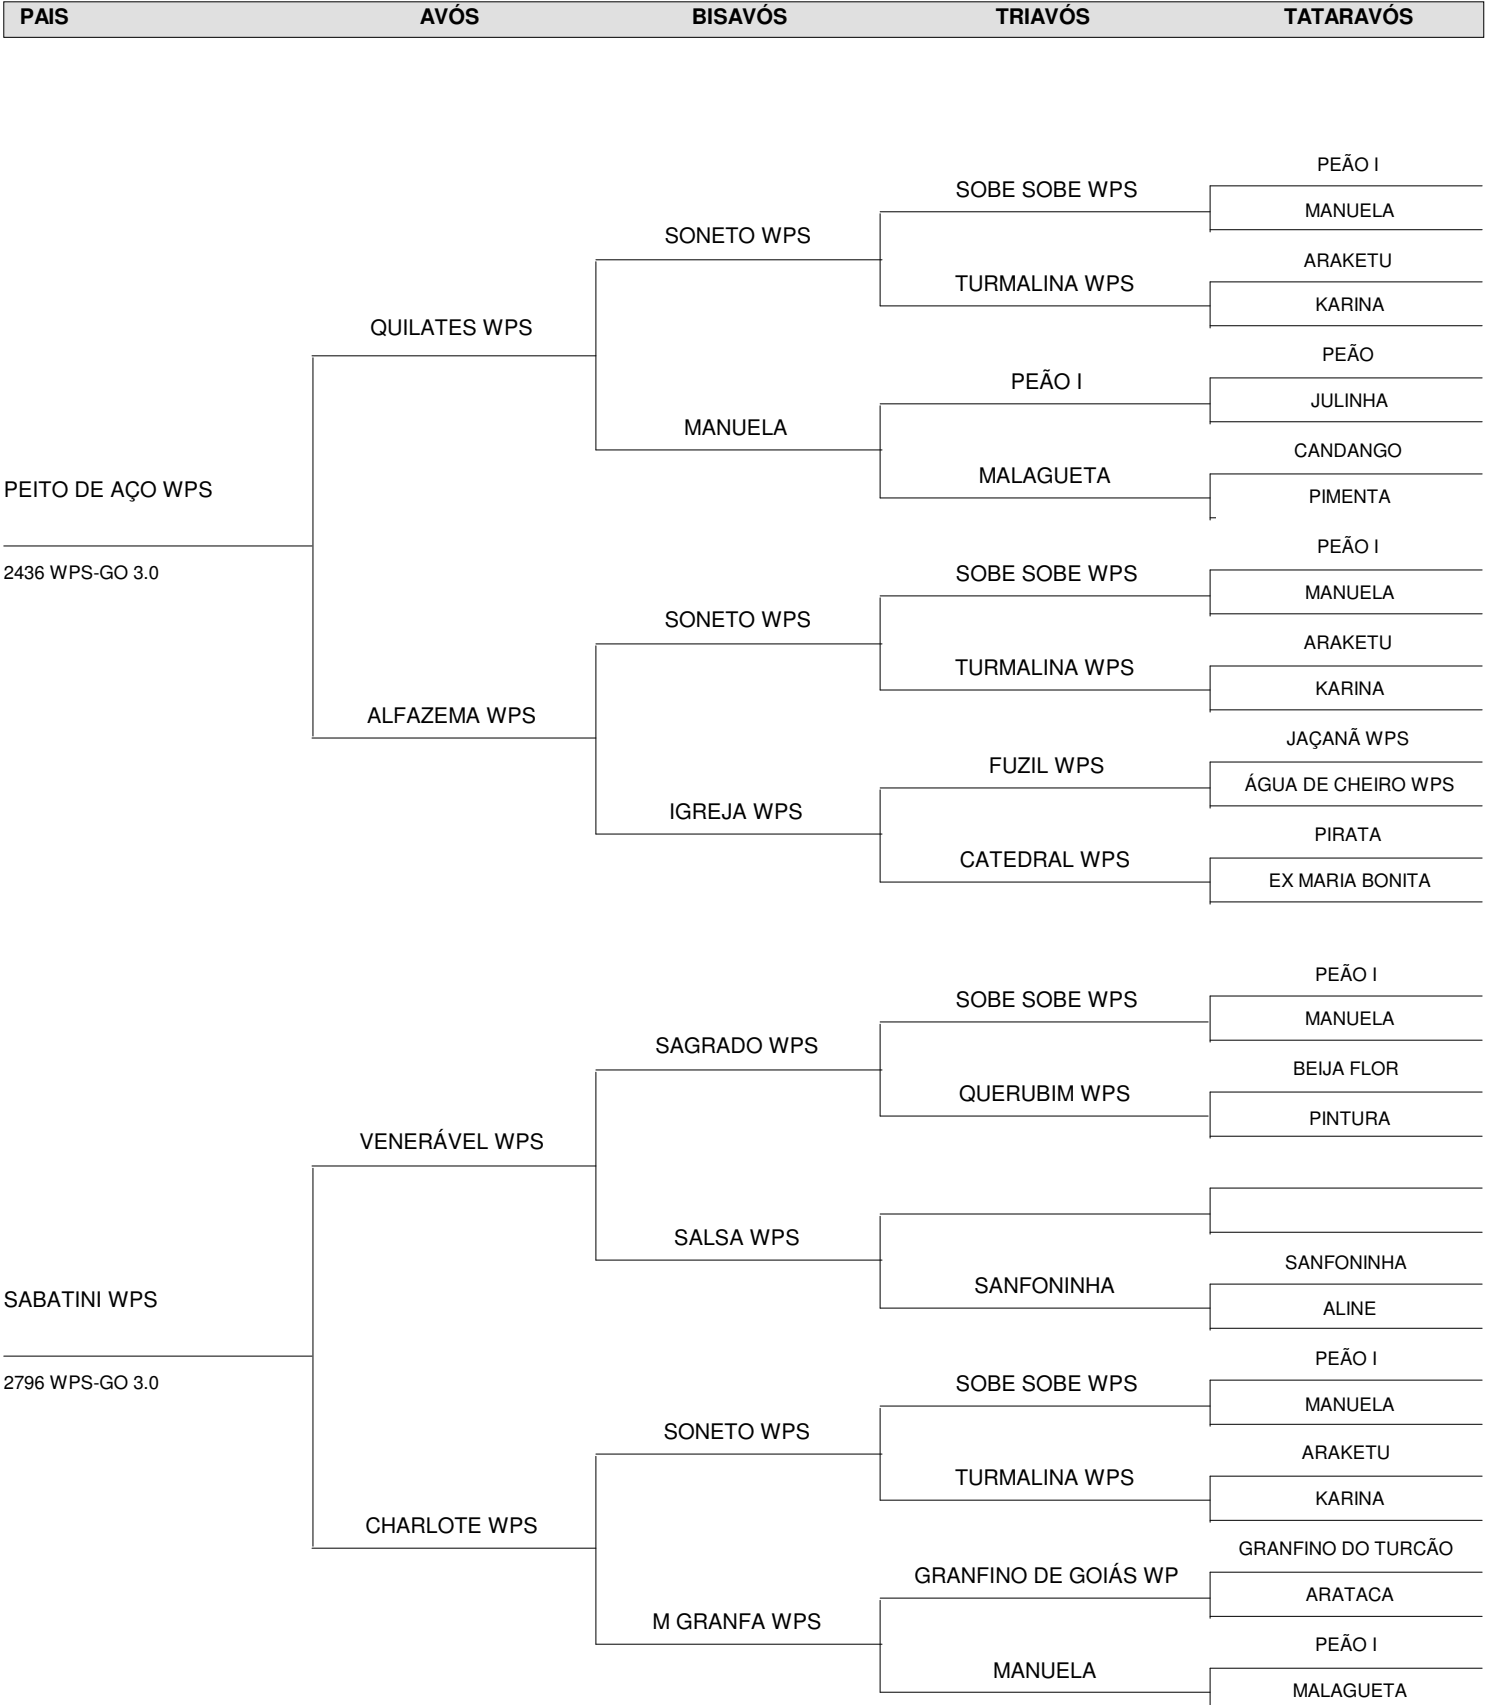 PAIS AVÓS BISAVÓS TRIAVÓS TATARAVÓS
PEÃO I
SOBE SOBE WPS
MANUELA
SONETO WPS
ARAKETU
TURMALINA WPS
KARINA
QUILATES WPS
PEÃO
PEÃO I
JULINHA
MANUELA
CANDANGO
MALAGUETA
PEITO DE AÇO WPS
PIMENTA
PEÃO I
2436 WPS-GO 3.0
SOBE SOBE WPS
MANUELA
SONETO WPS
ARAKETU
TURMALINA WPS
KARINA
ALFAZEMA WPS
JAÇANÃ WPS
FUZIL WPS
ÁGUA DE CHEIRO WPS
IGREJA WPS
PIRATA
CATEDRAL WPS
EX MARIA BONITA
PEÃO I
SOBE SOBE WPS
MANUELA
SAGRADO WPS
BEIJA FLOR
QUERUBIM WPS
PINTURA
VENERÁVEL WPS
SALSA WPS
SANFONINHA
SANFONINHA
SABATINI WPS
ALINE
PEÃO I
2796 WPS-GO 3.0
SOBE SOBE WPS
MANUELA
SONETO WPS
ARAKETU
TURMALINA WPS
KARINA
CHARLOTE WPS
GRANFINO DO TURCÃO
GRANFINO DE GOIÁS WP
ARATACA
M GRANFA WPS
PEÃO I
MANUELA
MALAGUETA